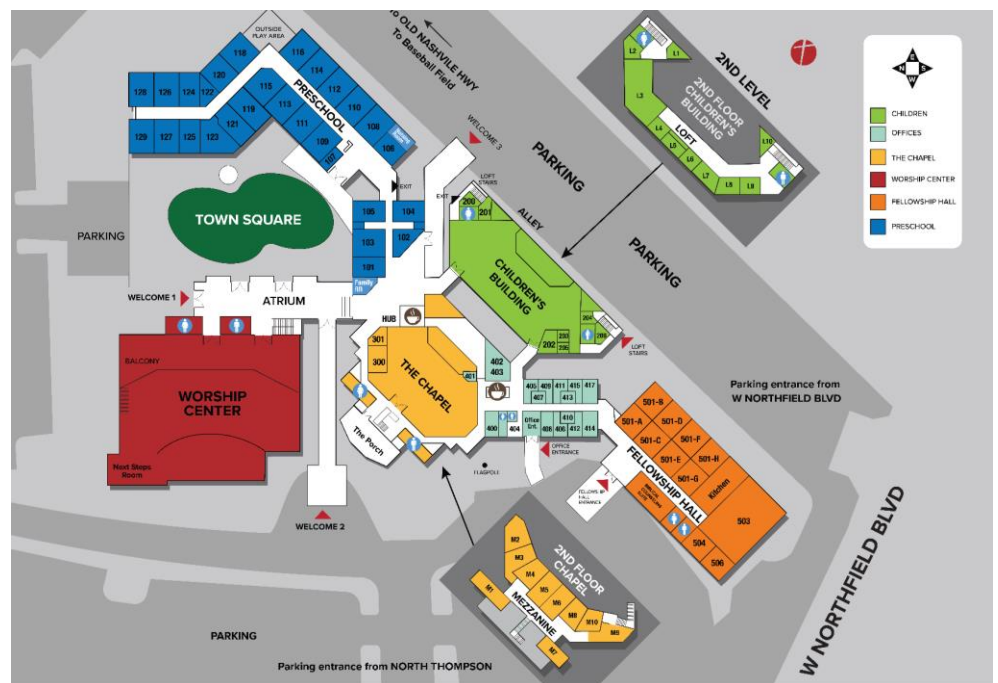 OUTSIDE
PLAY AREA
to OLD NASHVILE HWY
To Baseball Field
118
116
120
114
128
126
124
122
PRESCHOOL
115
112
119
113
110
129
127
125
123
121
111
108
109
106
107
WELCOME 3
EXIT
LOFT
STAIRS
EXIT
PARKING
105
104
103
102
101
Family
RR
200
201
ALLEY
CHILDREN'S
BUILDING
202
203
205
204
206
LOFT
STAIRS
PARKING
TOWN SQUARE
PARKING
WELCOME 1
ATRIUM
HUB
BALCONY
WORSHIP
CENTER
Next Steps
Room
WELCOME 2
301
300
THE CHAPEL
401
402
403
The Porch
400
404
Office
Ent.
405
409
411
415
417
407
413
408
406
410
412
414
OFFICE
ENTRANCE
FLAGPOLE
FELLOWSHIP
HALL
ENTRANCE
501-B
501-A
501-D
501-C
501-F
501-E
501-H
501-G
Kitchen
FELLOWSHIP HALL
503
504
506
Parking entrance from
W NORTHFIELD BLVD
W NORTHFIELD BLVD
PARKING
Parking entrance from NORTH THOMPSON
M2
M3
M4
M5
M6
M8
M10
M1
M7
2ND FLOOR
CHAPEL
MEZZANINE
L2
L1
L3
L4
L5
L6
L7
L8
L9
L10
LOFT
2ND FLOOR
CHILDREN'S
BUILDING
2ND LEVEL
E
N
S
W
CHILDREN
OFFICES
THE CHAPEL
WORSHIP CENTER
FELLOWSHIP HALL
PRESCHOOL